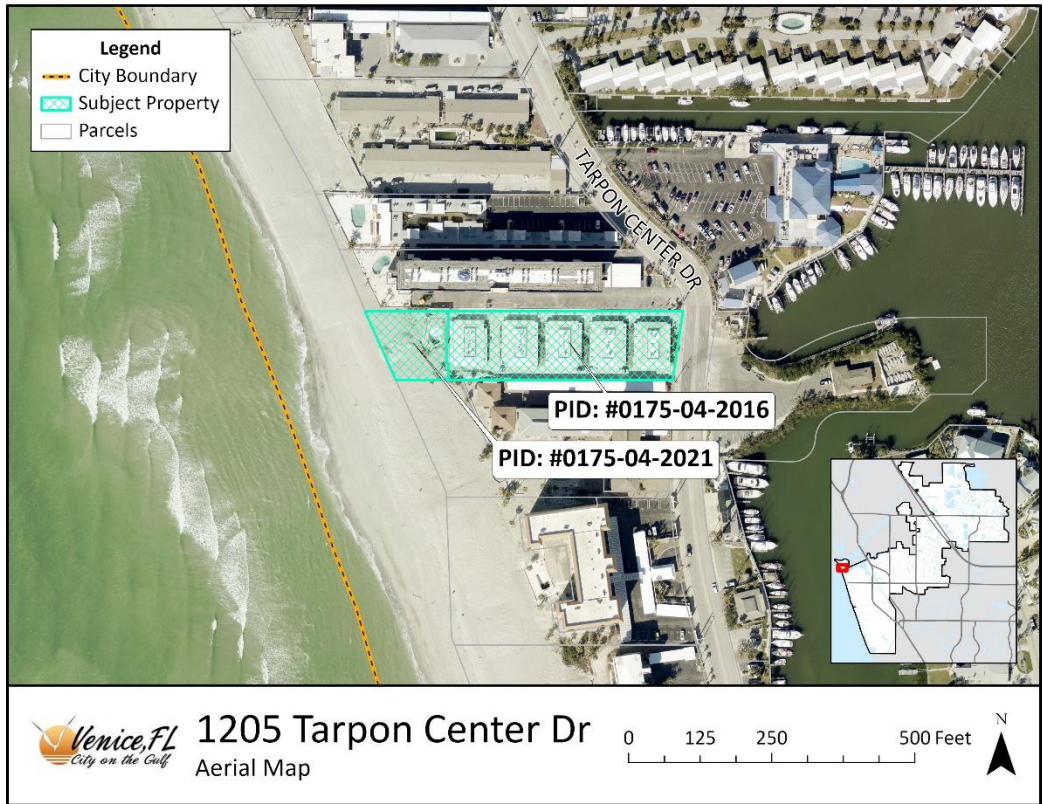 Legend
City Boundary
Subject Property
Parcels
TARPON CENTER DR
PID: #0175-04-2016
PID: #0175-04-2021
Venice, FL
City on the Gulf
1205 Tarpon Center Dr
Aerial Map
0 125 250 500 Feet
N